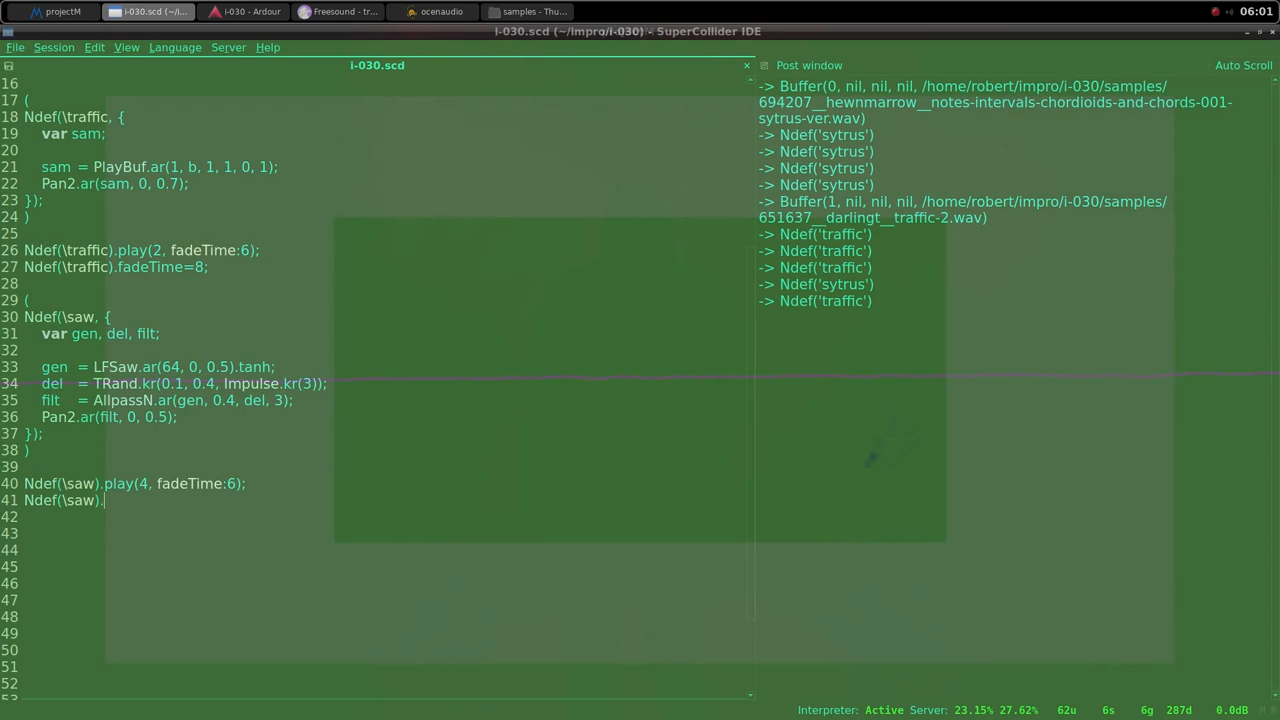 projectM
i-030.scd (~/i...
i-030 - Ardour
Freesound - tr...
ocenaudio
samples - Thu...
06:01
i-030.scd (~/impro/i-030) - SuperCollider IDE
File Session Edit View Language Server Help
i-030.scd
Post window
Auto Scroll
16
17 (
18 Ndef(\traffic, {
19 var sam;
20
21 sam = PlayBuf.ar(1, b, 1, 1, 0, 1);
22 Pan2.ar(sam, 0, 0.7);
23 });
24 )
25
26 Ndef(\traffic).play(2, fadeTime:6);
27 Ndef(\traffic).fadeTime=8;
28
29 (
30 Ndef(\saw, {
31 var gen, del, filt;
32
33 gen = LFSaw.ar(64, 0, 0.5).tanh;
34 del = TRand.kr(0.1, 0.4, Impulse.kr(3));
35 filt = AllpassN.ar(gen, 0.4, del, 3);
36 Pan2.ar(filt, 0, 0.5);
37 });
38 )
39
40 Ndef(\saw).play(4, fadeTime:6);
41 Ndef(\saw).
42
43
44
45
46
47
48
49
50
51
52
53
-> Buffer(0, nil, nil, nil, /home/robert/impro/i-030/samples/
694207__hewnmarrow__notes-intervals-chordioids-and-chords-001-
sytrus-ver.wav)
-> Ndef('sytrus')
-> Ndef('sytrus')
-> Ndef('sytrus')
-> Ndef('sytrus')
-> Buffer(1, nil, nil, nil, /home/robert/impro/i-030/samples/
651637__darlingt__traffic-2.wav)
-> Ndef('traffic')
-> Ndef('traffic')
-> Ndef('traffic')
-> Ndef('sytrus')
-> Ndef('traffic')
Interpreter: Active Server: 23.15% 27.62% 62u 6s 6g 287d 0.0dB M R